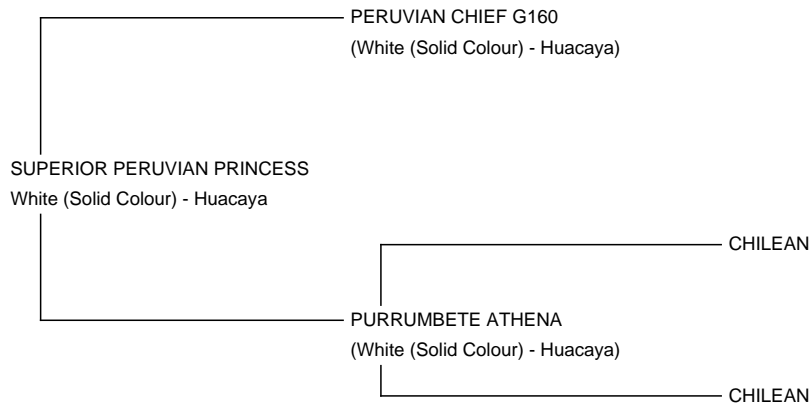 PERUVIAN CHIEF G160
(White (Solid Colour) - Huacaya)
SUPERIOR PERUVIAN PRINCESS
White (Solid Colour) - Huacaya
CHILEAN
PURRUMBETE ATHENA
(White (Solid Colour) - Huacaya)
CHILEAN